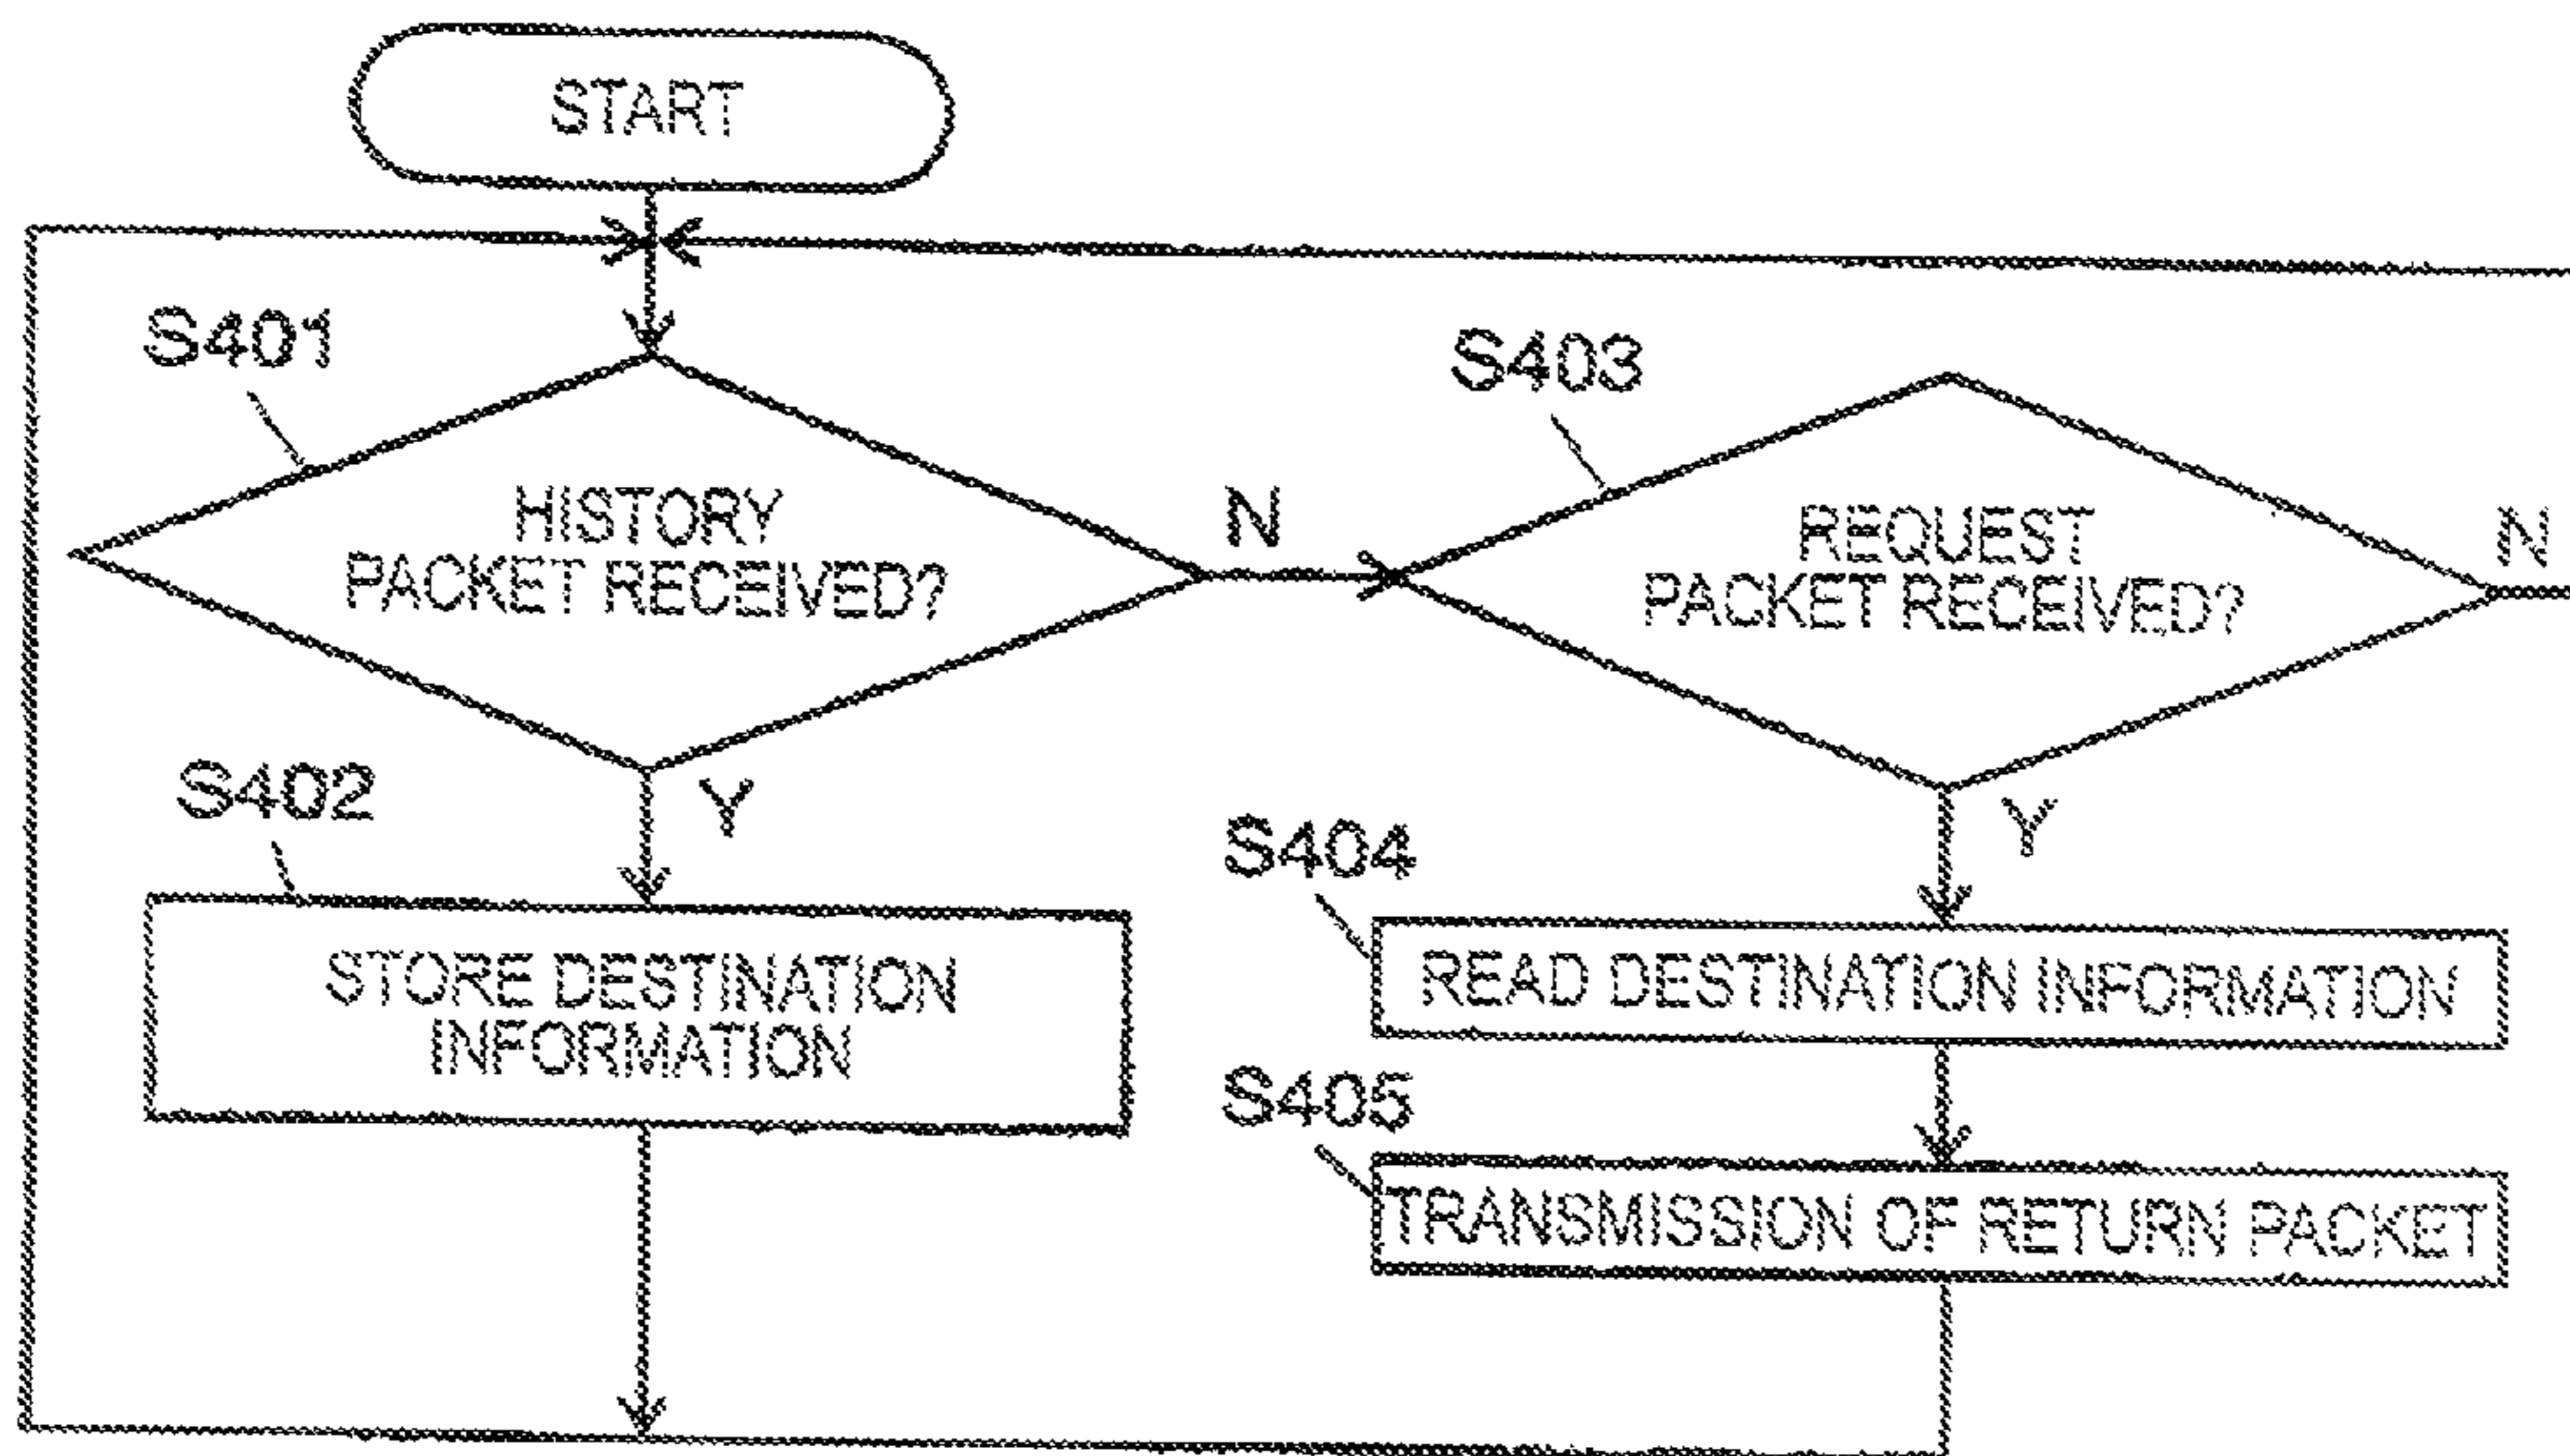 START
S401
HISTORY
PACKET RECEIVED?
N
Y
S402
STORE DESTINATION
INFORMATION
S403
REQUEST
PACKET RECEIVED?
N
Y
S404
READ DESTINATION INFORMATION
S405
TRANSMISSION OF RETURN PACKET